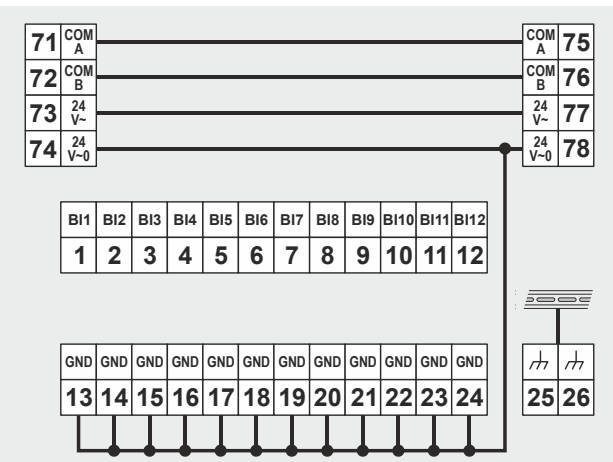 71 COM A COM A 75
72 COM B COM B 76
73 24 V~ 24 V~ 77
74 24 V~0 24 V~0 78
BI1 BI2 BI3 BI4 BI5 BI6 BI7 BI8 BI9 BI10 BI11 BI12
1 2 3 4 5 6 7 8 9 10 11 12
GND GND GND GND GND GND GND GND GND GND GND GND
13 14 15 16 17 18 19 20 21 22 23 24 25 26